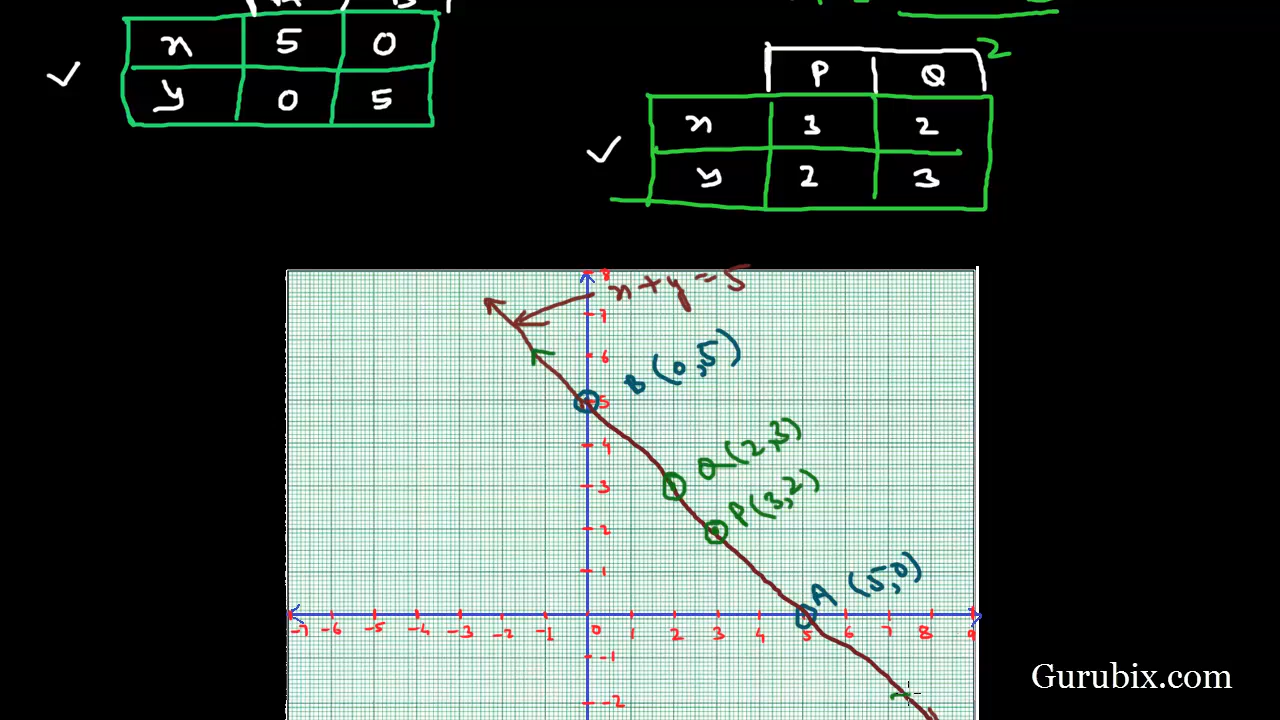 x 5 0
y 0 5
2
P Q
x 3 2
y 2 3
x + y = 5
8
7
6
5
4
3
2
1
B (0,5)
Q (2,3)
P (3,2)
A (5,0)
-7 -6 -5 -4 -3 -2 -1 0 1 2 3 4 5 6 7 8 9
-1
-2
Gurubix.com